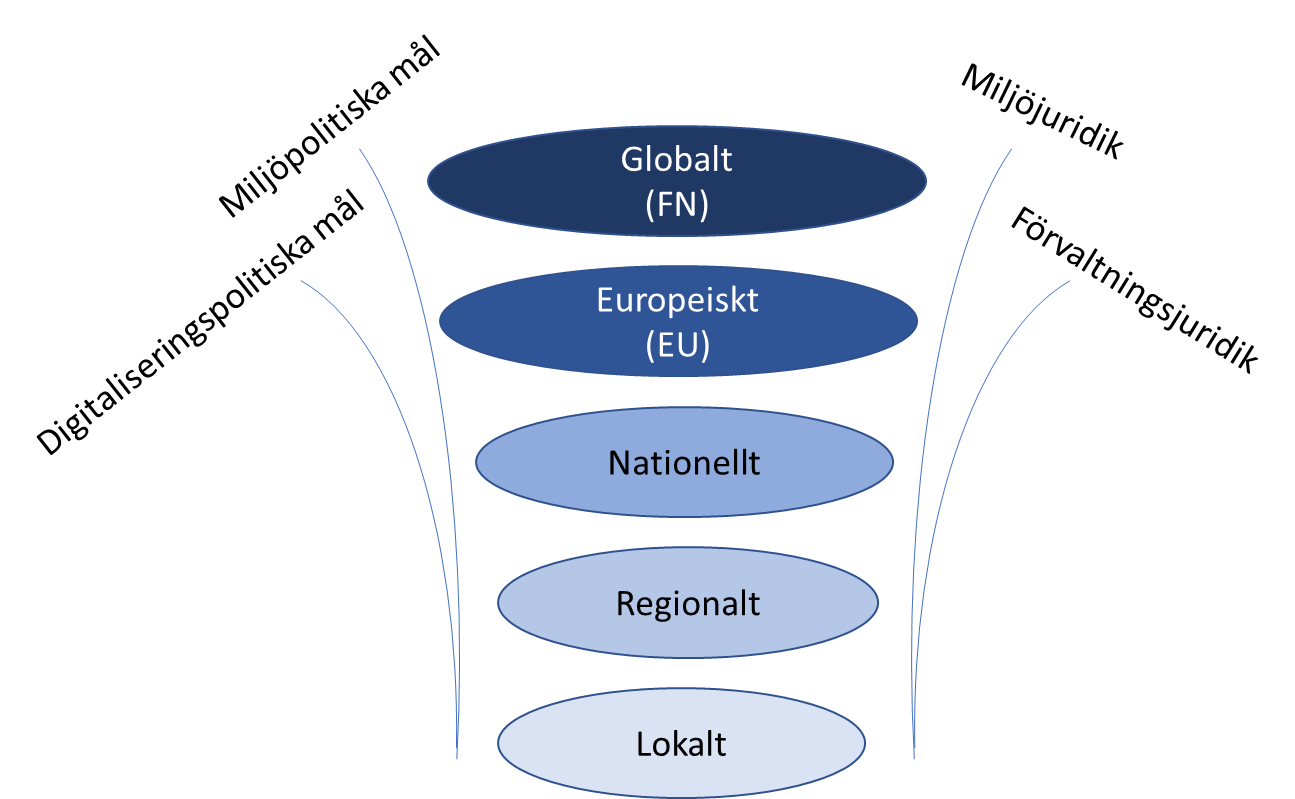 Miljöpolitiska mål
Digitaliseringspolitiska mål
Globalt
(FN)
Europeiskt
(EU)
Nationellt
Regionalt
Lokalt
Miljöjuridik
Förvaltningsjuridik